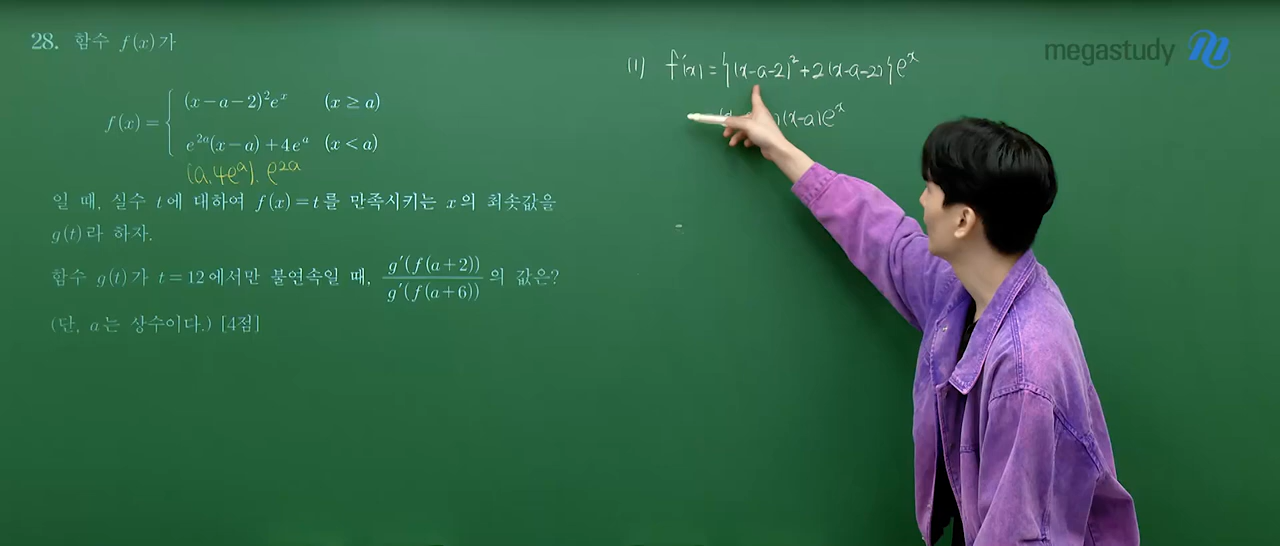 28. 함수 f(x)가
f(x) = { (x-a-2)²eˣ (x ≥ a)
e²ᵃ(x-a)+4eᵃ (x < a)
(a, 4eᵃ). e²ᵃ
일 때, 실수 t에 대하여 f(x)=t를 만족시키는 x의 최솟값을
g(t)라 하자.
함수 g(t)가 t=12에서만 불연속일 때, g′(f(a+2))/g′(f(a+6)) 의 값은?
(단, a는 상수이다.) [4점]
megastudy
(1) f′(x) = {(x-a-2)²+2(x-a-2)}eˣ
)(x-a)eˣ